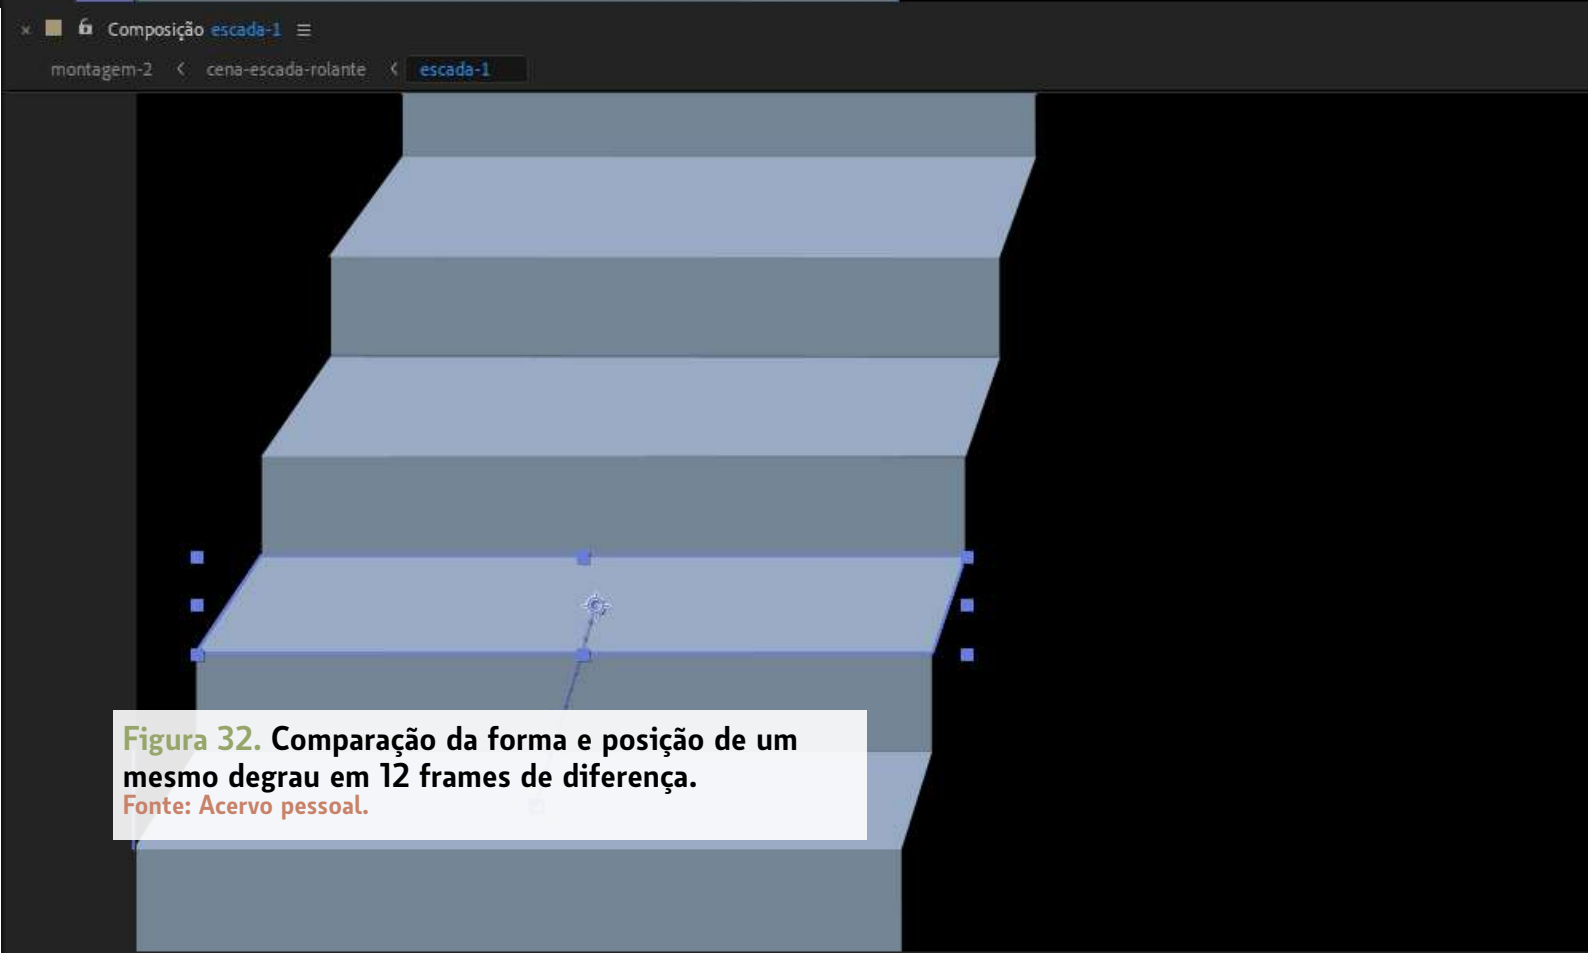 Composição escada-1
montagem-2 < cena-escada-rolante < escada-1
Figura 32. Comparação da forma e posição de um
mesmo degrau em 12 frames de diferença.
Fonte: Acervo pessoal.